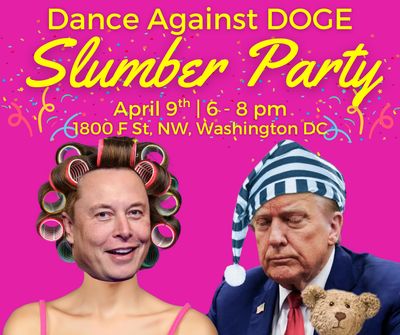 Dance Against DOGE
Slumber Party
April 9th | 6 - 8 pm
1800 F St, NW, Washington DC